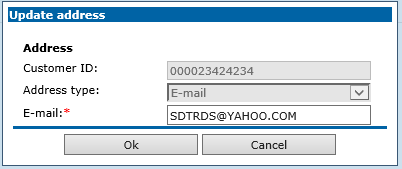 Update address
Address
Customer ID: 000023424234
Address type: E-mail
E-mail:* SDTRDS@YAHOO.COM
Ok Cancel